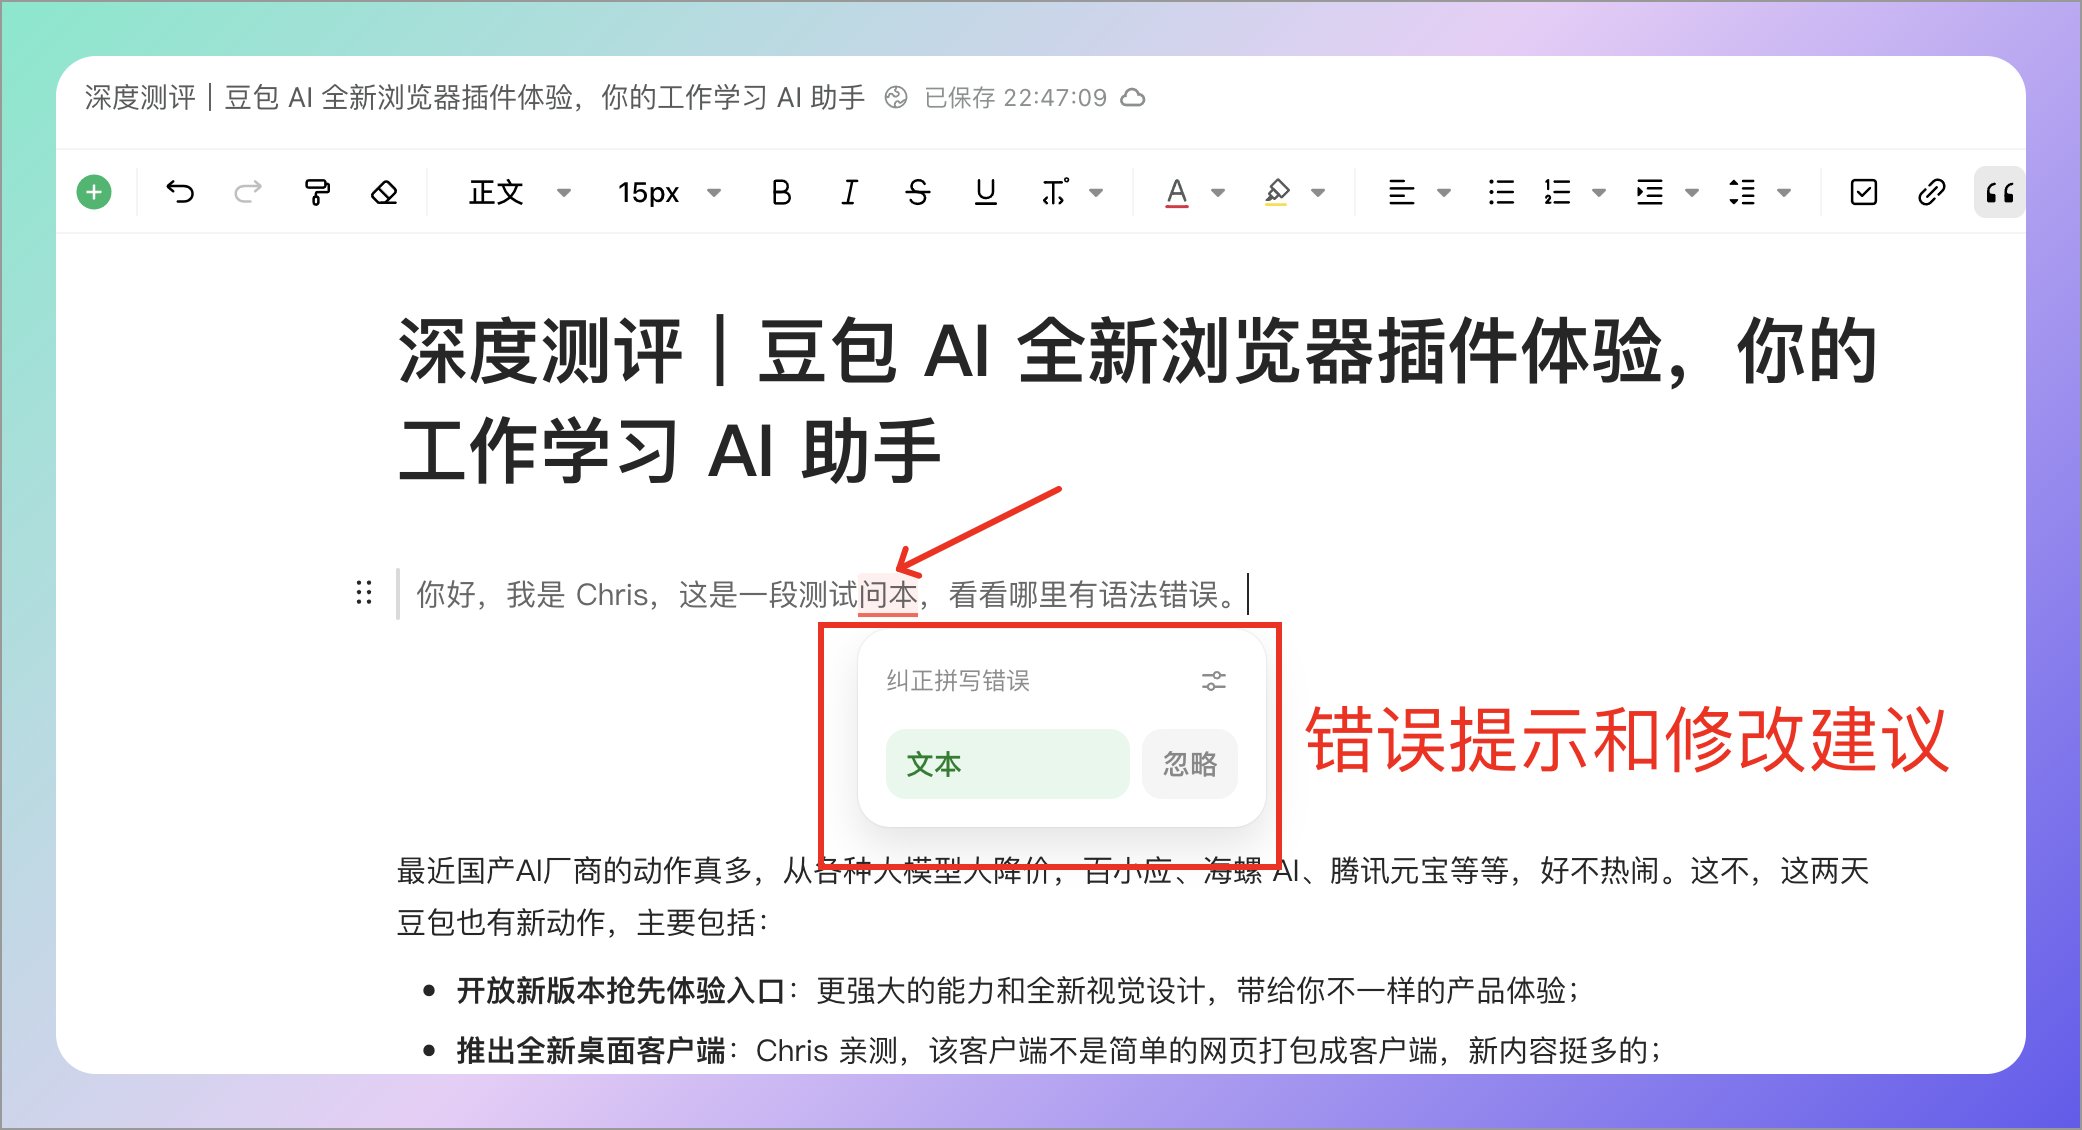 深度测评｜豆包 AI 全新浏览器插件体验，你的工作学习 AI 助手 已保存 22:47:09
正文 15px B I S U T A
深度测评｜豆包 AI 全新浏览器插件体验，你的
工作学习 AI 助手
你好，我是 Chris，这是一段测试问本，看看哪里有语法错误。
纠正拼写错误
文本 忽略
错误提示和修改建议
最近国产AI厂商的动作真多，从各种大模型大降价，百小应、海螺 AI、腾讯元宝等等，好不热闹。这不，这两天
豆包也有新动作，主要包括：
• 开放新版本抢先体验入口：更强大的能力和全新视觉设计，带给你不一样的产品体验；
• 推出全新桌面客户端：Chris 亲测，该客户端不是简单的网页打包成客户端，新内容挺多的；